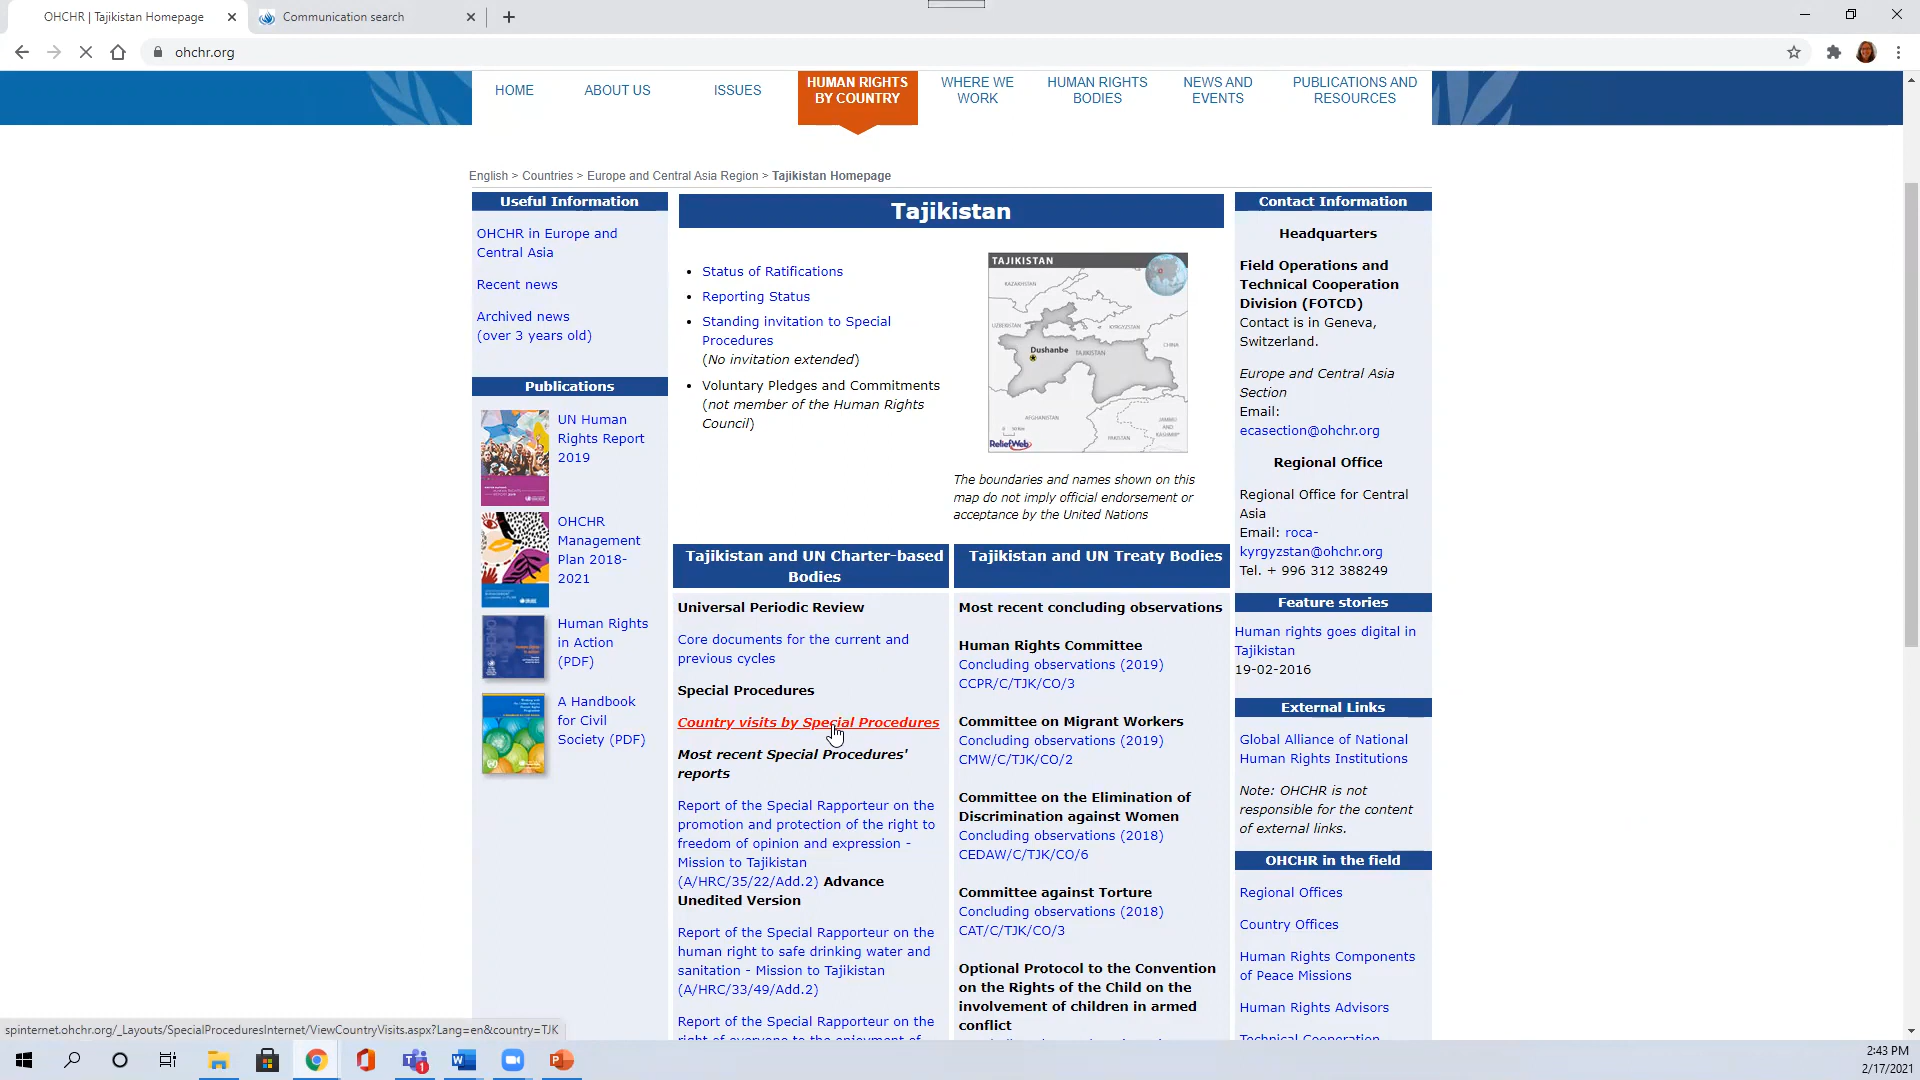 OHCHR | Tajikistan Homepage
Communication search
ohchr.org
HOME
ABOUT US
ISSUES
HUMAN RIGHTS
BY COUNTRY
WHERE WE
WORK
HUMAN RIGHTS
BODIES
NEWS AND
EVENTS
PUBLICATIONS AND
RESOURCES
English > Countries > Europe and Central Asia Region > Tajikistan Homepage
Useful Information
OHCHR in Europe and
Central Asia
Recent news
Archived news
(over 3 years old)
Publications
UN Human
Rights Report
2019
OHCHR
Management
Plan 2018-
2021
Human Rights
in Action
(PDF)
A Handbook
for Civil
Society (PDF)
Tajikistan
• Status of Ratifications
• Reporting Status
• Standing invitation to Special
Procedures
(No invitation extended)
• Voluntary Pledges and Commitments
(not member of the Human Rights
Council)
TAJIKISTAN
KAZAKHSTAN
UZBEKISTAN
KYRGYZSTAN
CHINA
Dushanbe
TAJIKISTAN
AFGHANISTAN
PAKISTAN
JAMMU
AND
KASHMIR*
ReliefWeb
The boundaries and names shown on this
map do not imply official endorsement or
acceptance by the United Nations
Tajikistan and UN Charter-based
Bodies
Universal Periodic Review
Core documents for the current and
previous cycles
Special Procedures
Country visits by Special Procedures
Most recent Special Procedures'
reports
Report of the Special Rapporteur on the
promotion and protection of the right to
freedom of opinion and expression -
Mission to Tajikistan
(A/HRC/35/22/Add.2) Advance
Unedited Version
Report of the Special Rapporteur on the
human right to safe drinking water and
sanitation - Mission to Tajikistan
(A/HRC/33/49/Add.2)
Report of the Special Rapporteur on the
right of everyone to the enjoyment of
Tajikistan and UN Treaty Bodies
Most recent concluding observations
Human Rights Committee
Concluding observations (2019)
CCPR/C/TJK/CO/3
Committee on Migrant Workers
Concluding observations (2019)
CMW/C/TJK/CO/2
Committee on the Elimination of
Discrimination against Women
Concluding observations (2018)
CEDAW/C/TJK/CO/6
Committee against Torture
Concluding observations (2018)
CAT/C/TJK/CO/3
Optional Protocol to the Convention
on the Rights of the Child on the
involvement of children in armed
conflict
Contact Information
Headquarters
Field Operations and
Technical Cooperation
Division (FOTCD)
Contact is in Geneva,
Switzerland.
Europe and Central Asia
Section
Email:
ecasection@ohchr.org
Regional Office
Regional Office for Central
Asia
Email: roca-
kyrgyzstan@ohchr.org
Tel. + 996 312 388249
Feature stories
Human rights goes digital in
Tajikistan
19-02-2016
External Links
Global Alliance of National
Human Rights Institutions
Note: OHCHR is not
responsible for the content
of external links.
OHCHR in the field
Regional Offices
Country Offices
Human Rights Components
of Peace Missions
Human Rights Advisors
Technical Cooperation
spinternet.ohchr.org/_Layouts/SpecialProceduresInternet/ViewCountryVisits.aspx?Lang=en&country=TJK
2:43 PM
2/17/2021